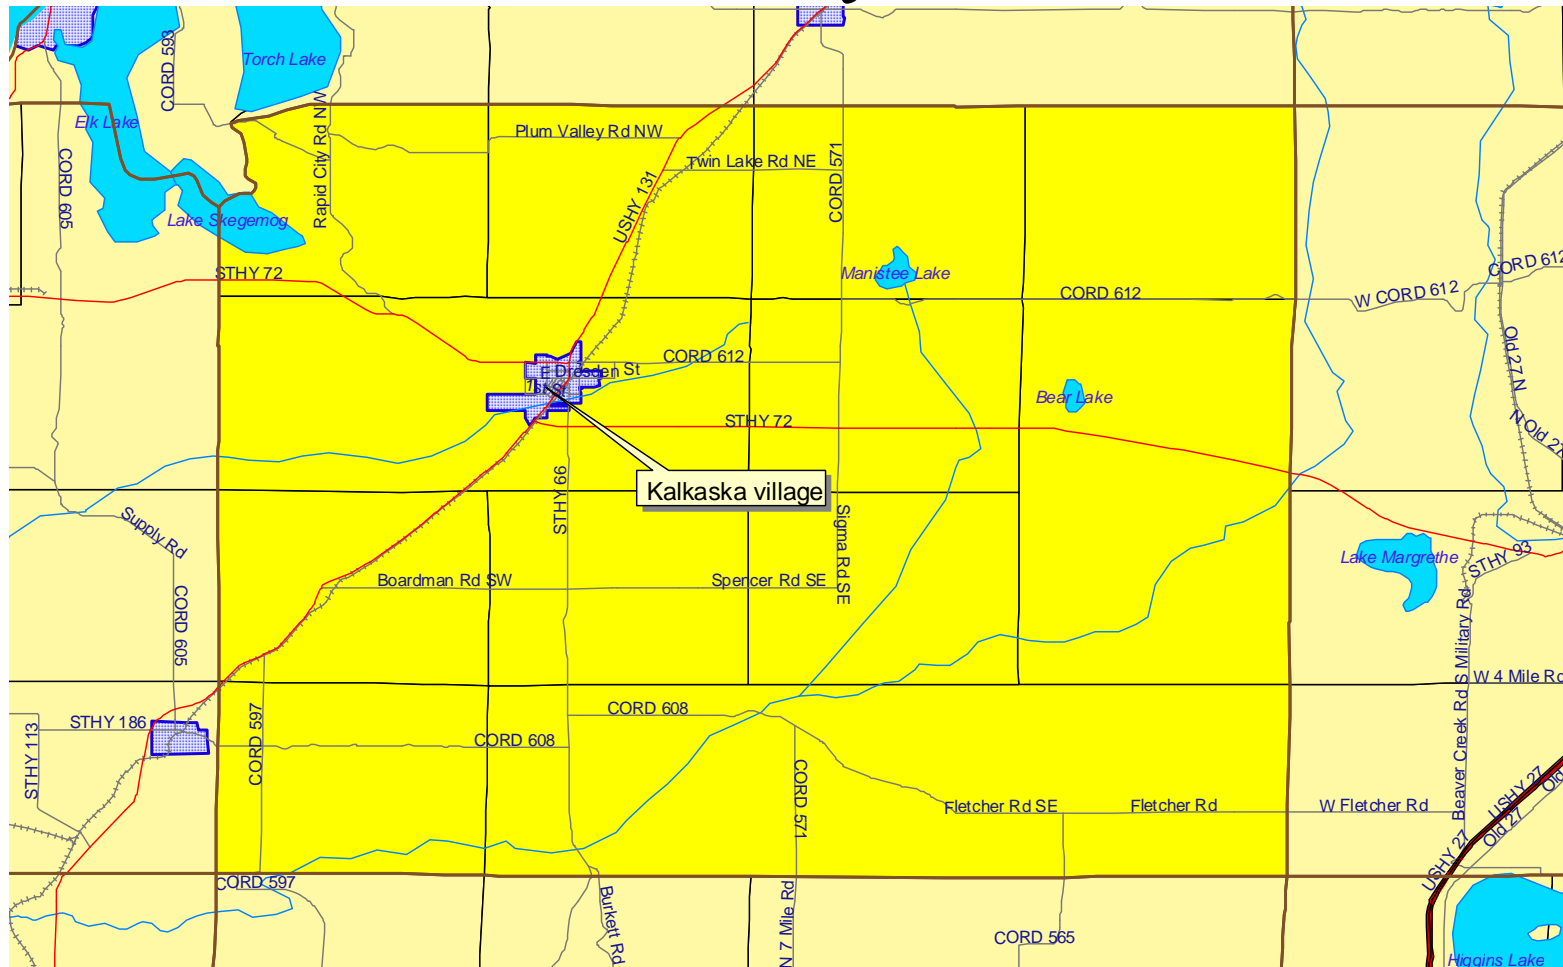 CORD 593
Torch Lake
Elk Lake
CORD 605
Rapid City Rd NW
Plum Valley Rd NW
Twin Lake Rd NE
CORD 571
USHY 131
Lake Skegemog
STHY 72
Manistee Lake
CORD 612
W CORD 612
CORD 612
Old 27 N
CORD 612
E Dresden St
1st St
Bear Lake
STHY 72
N Old 27
Kalkaska village
STHY 66
Supply Rd
Sigma Rd SE
Lake Margrethe
STHY 93
Boardman Rd SW
Spencer Rd SE
CORD 605
Beaver Creek Rd S Military Rd
W 4 Mile Rd
STHY 186
STHY 113
CORD 597
CORD 608
CORD 608
CORD 571
Fletcher Rd SE
Fletcher Rd
W Fletcher Rd
USHY 27
Old
Old 27
USHY 27
CORD 597
Burkett Rd
N 7 Mile Rd
CORD 565
Higgins Lake